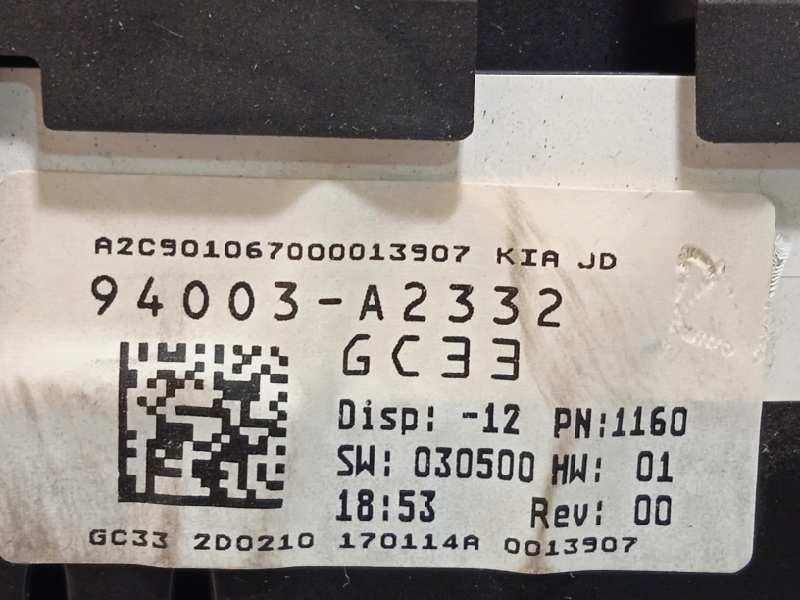 A2C901067000013907 KIA JD
94003-A2332
GC33
Disp: -12 PN:1160
SW: 030500 HW: 01
18:53 Rev: 00
GC33 2D0210 170114A 0013907